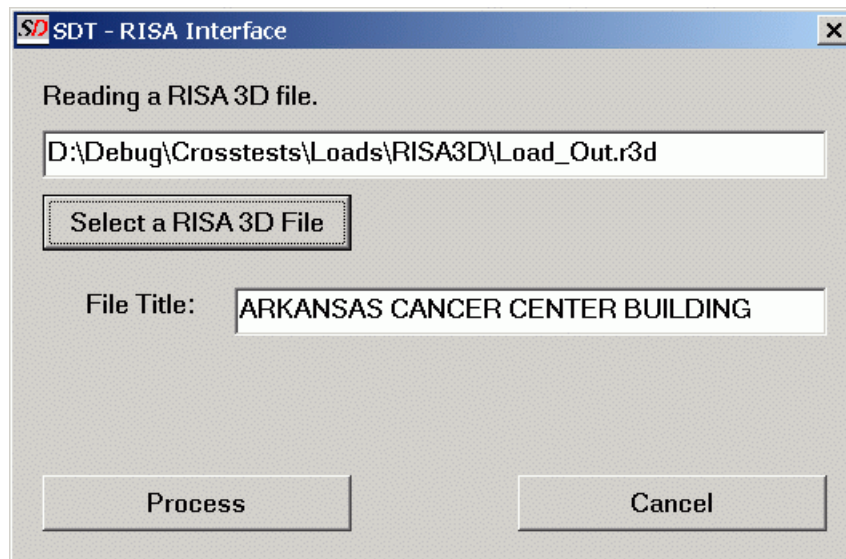 SD SDT - RISA Interface
Reading a RISA 3D file.
D:\Debug\Crosstests\Loads\RISA3D\Load_Out.r3d
Select a RISA 3D File
File Title: ARKANSAS CANCER CENTER BUILDING
Process Cancel